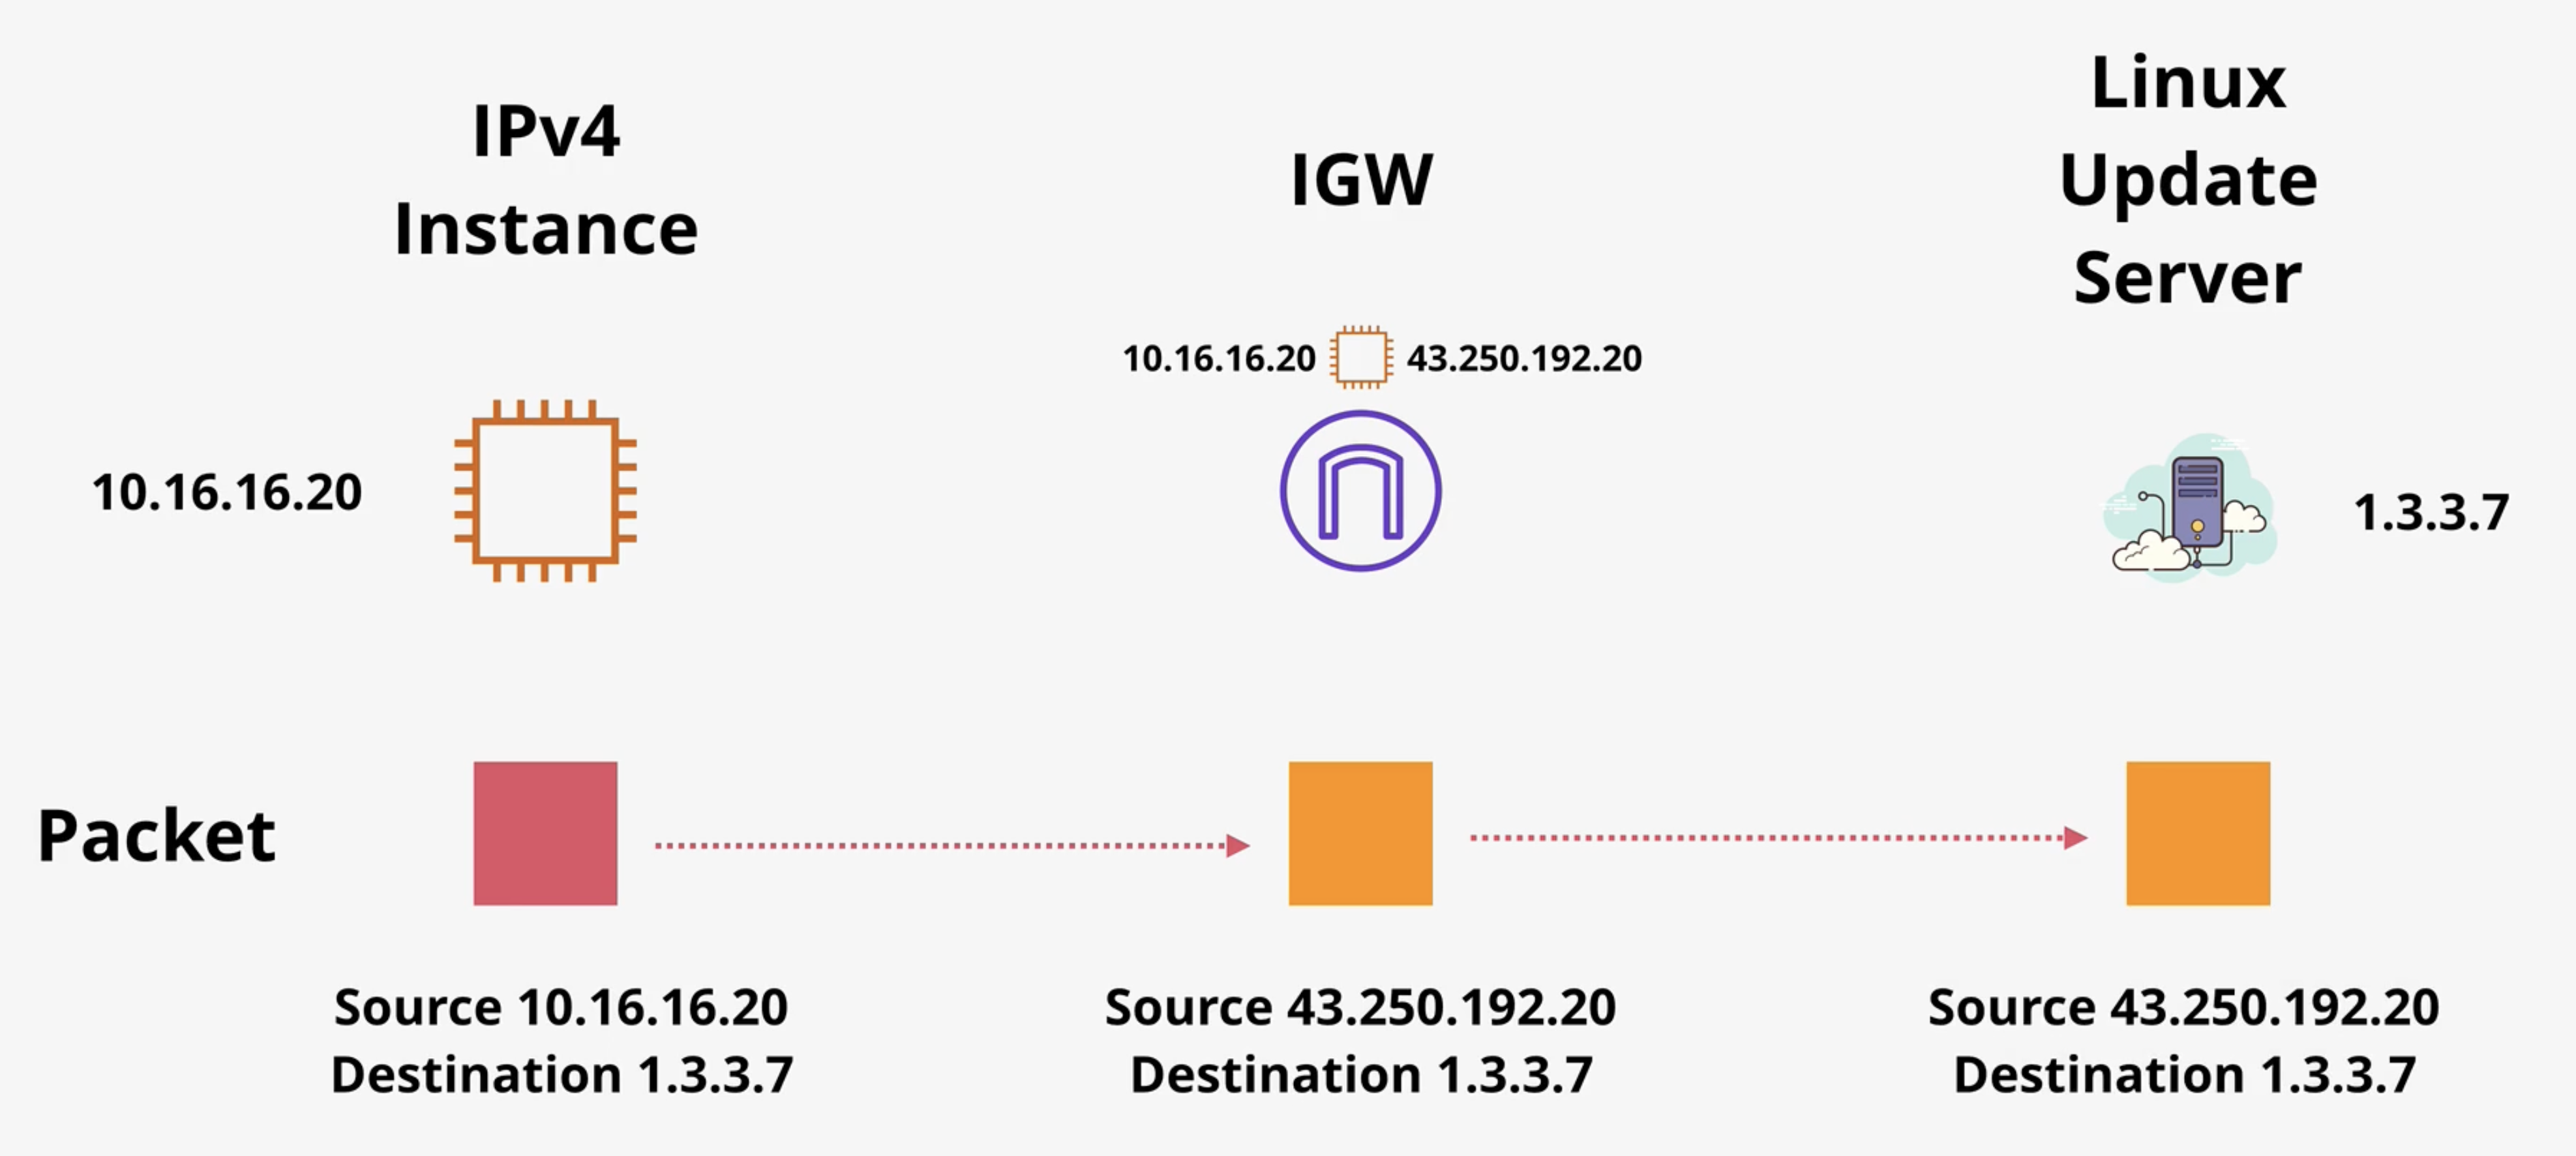 IPv4
Instance
IGW
Linux
Update
Server
10.16.16.20
10.16.16.20
43.250.192.20
1.3.3.7
Packet
Source 10.16.16.20
Destination 1.3.3.7
Source 43.250.192.20
Destination 1.3.3.7
Source 43.250.192.20
Destination 1.3.3.7